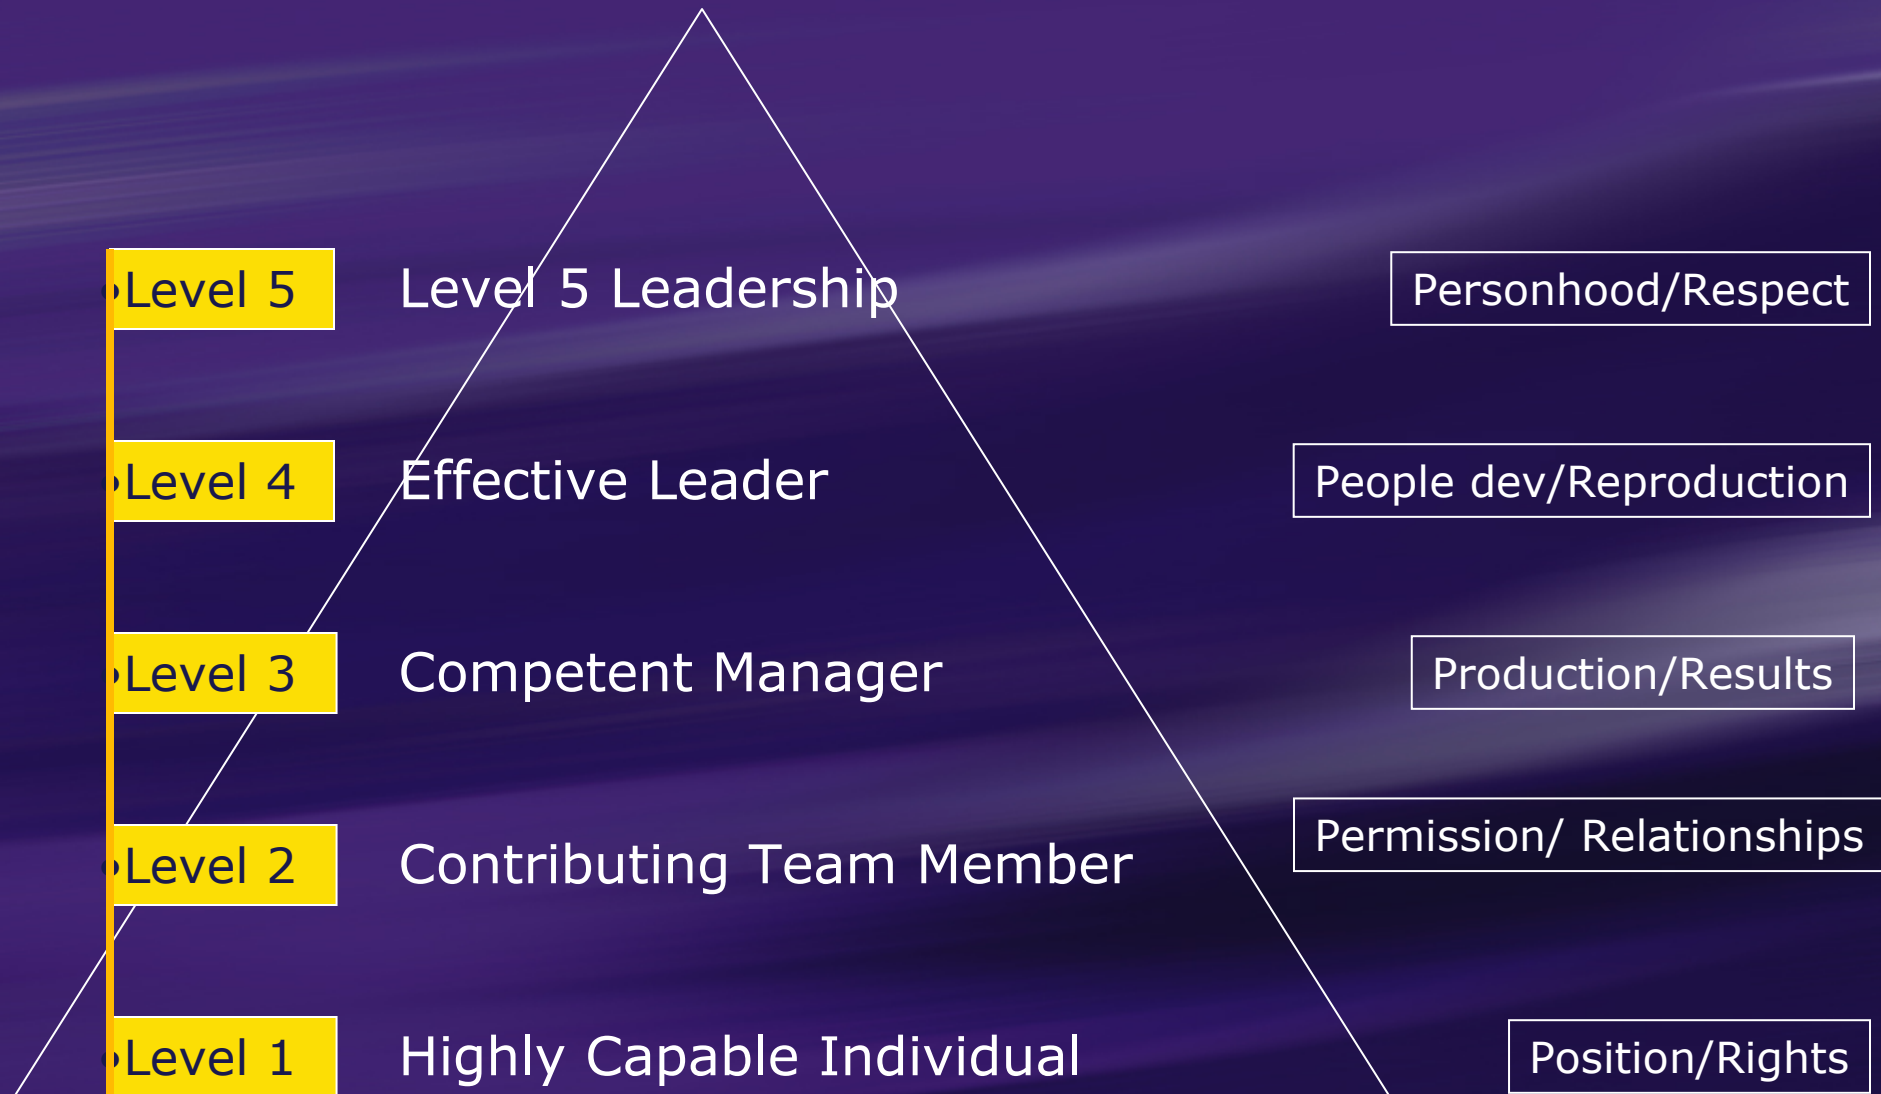 •Level 5 Level 5 Leadership Personhood/Respect
•Level 4 Effective Leader People dev/Reproduction
•Level 3 Competent Manager Production/Results
•Level 2 Contributing Team Member Permission/ Relationships
•Level 1 Highly Capable Individual Position/Rights